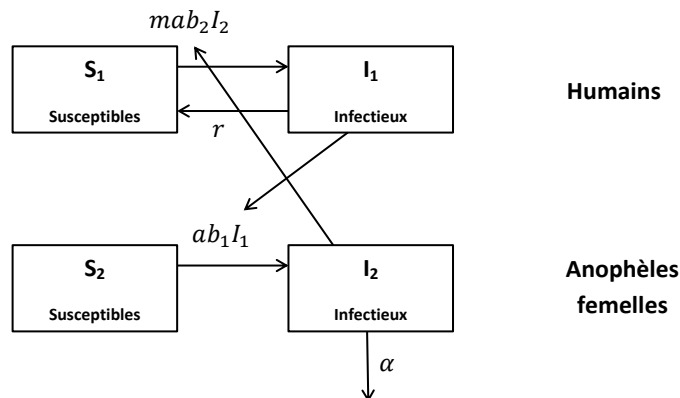 mab₂I₂
S₁
Susceptibles
I₁
Infectieux
Humains
r
ab₁I₁
S₂
Susceptibles
I₂
Infectieux
Anophèles
femelles
α